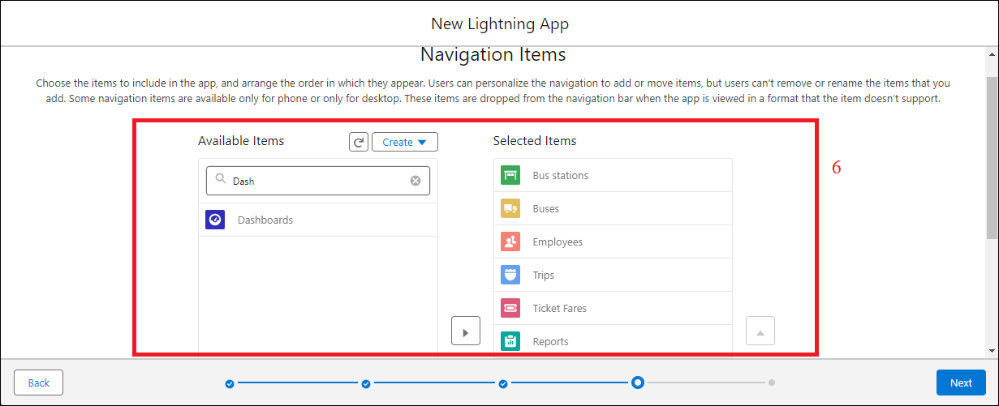 New Lightning App
Navigation Items
Choose the items to include in the app, and arrange the order in which they appear. Users can personalize the navigation to add or move items, but users can't remove or rename the items that you
add. Some navigation items are available only for phone or only for desktop. These items are dropped from the navigation bar when the app is viewed in a format that the item doesn't support.
Available Items
Create
Dash
Dashboards
Selected Items
Bus stations
Buses
Employees
Trips
Ticket Fares
Reports
6
Back
Next